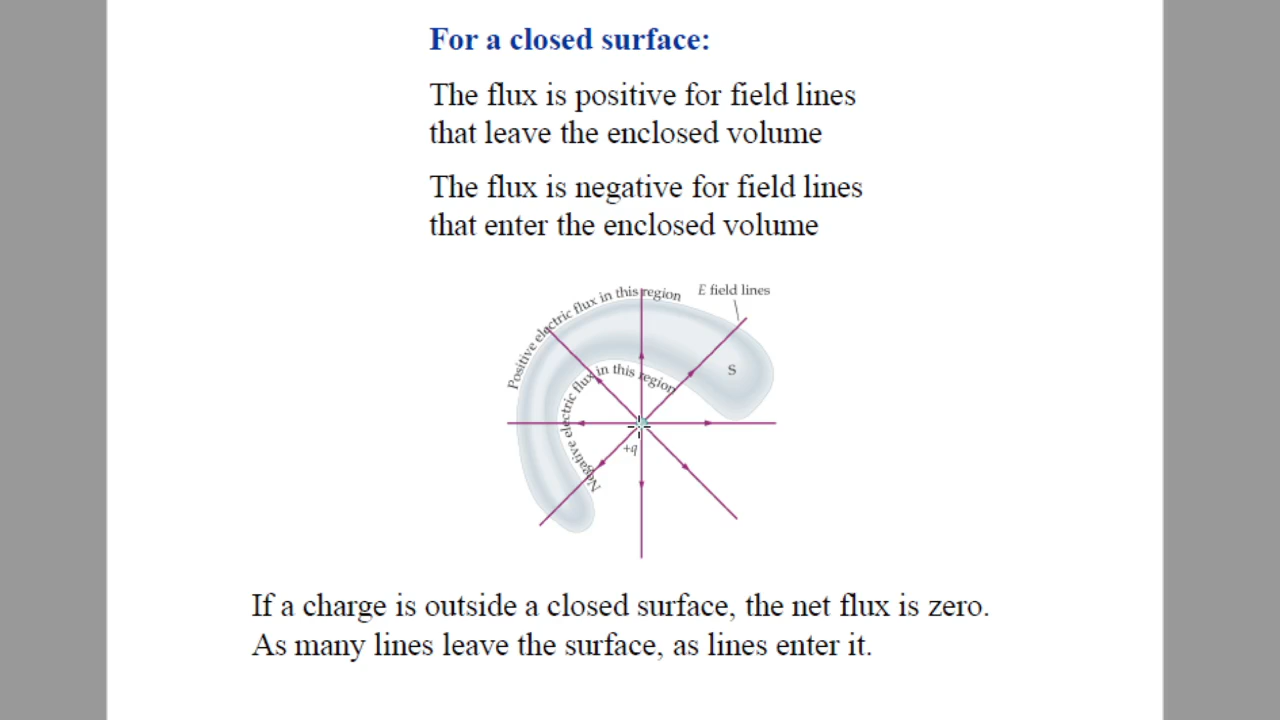 For a closed surface:
The flux is positive for field lines
that leave the enclosed volume
The flux is negative for field lines
that enter the enclosed volume
Positive electric flux in this region
E field lines
S
Negative electric flux in this region
+q
If a charge is outside a closed surface, the net flux is zero.
As many lines leave the surface, as lines enter it.